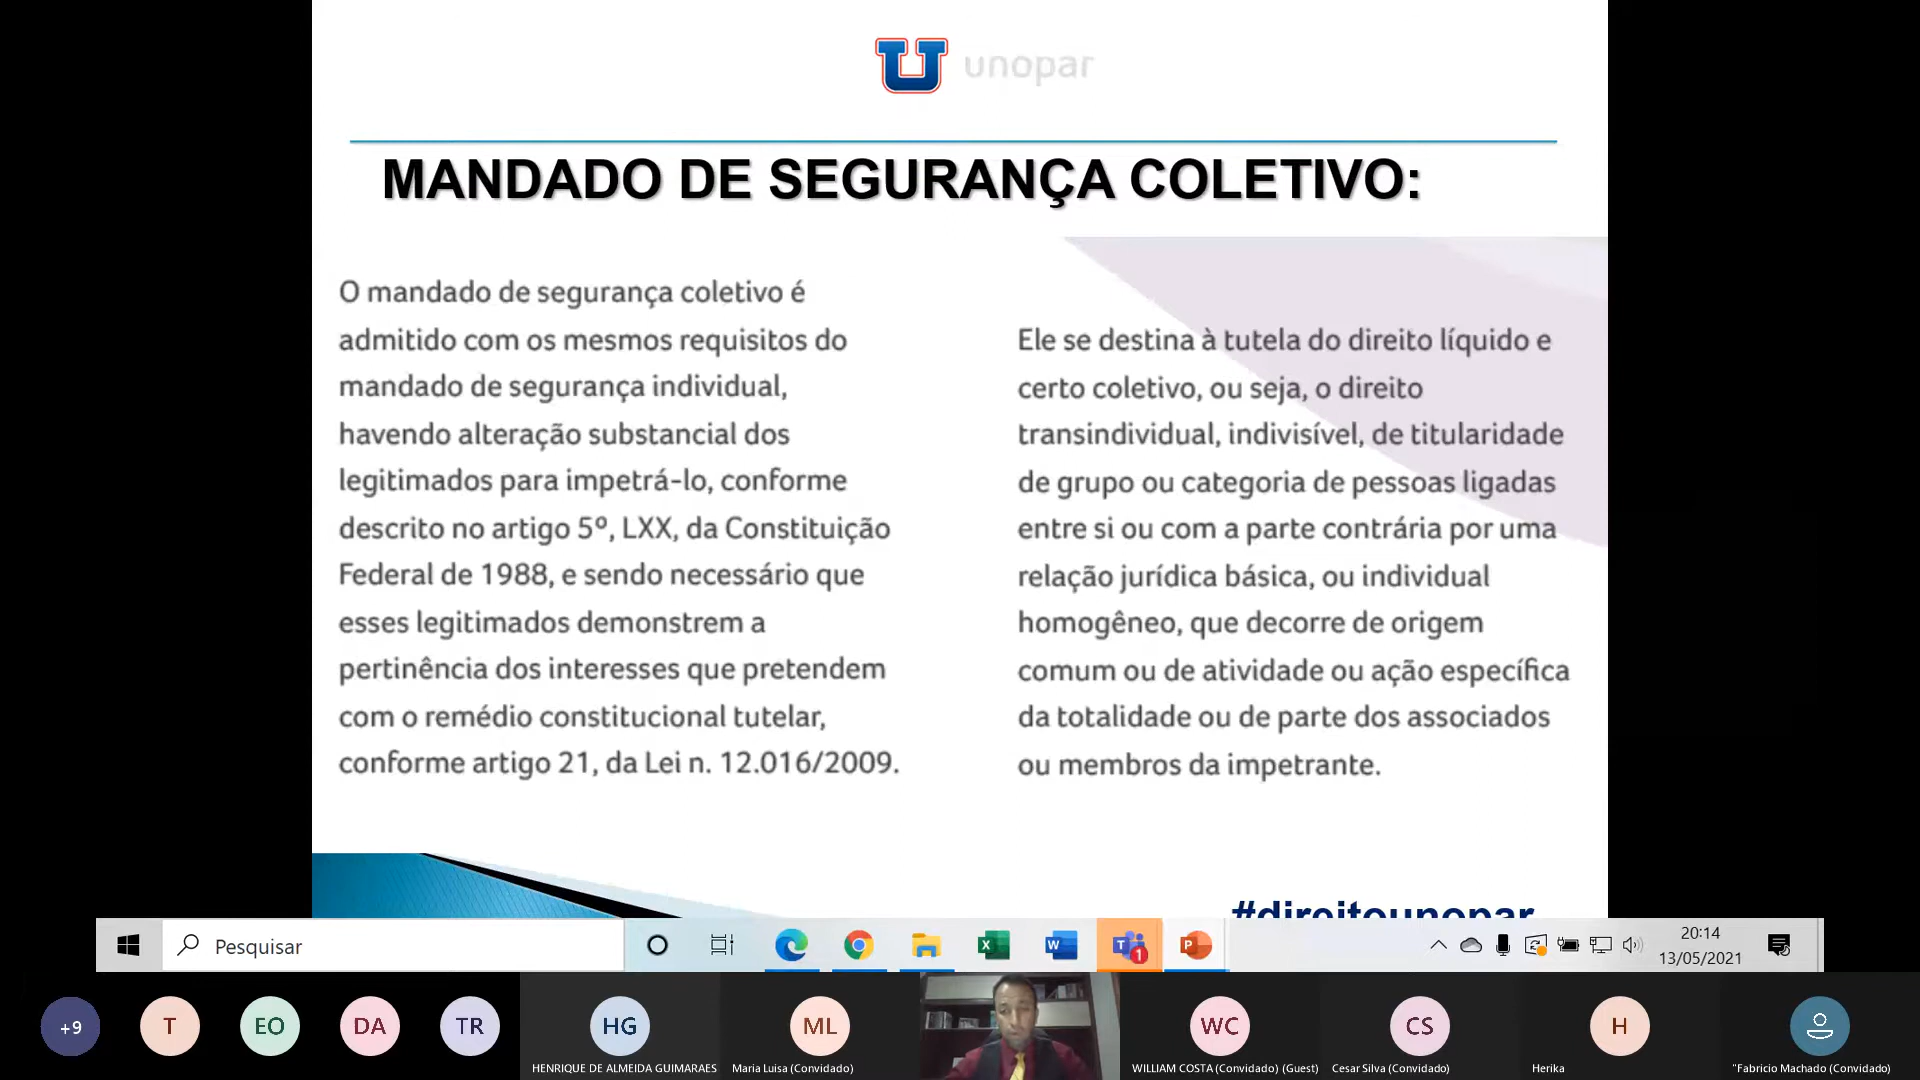 unopar
MANDADO DE SEGURANÇA COLETIVO:
O mandado de segurança coletivo é
admitido com os mesmos requisitos do
mandado de segurança individual,
havendo alteração substancial dos
legitimados para impetrá-lo, conforme
descrito no artigo 5º, LXX, da Constituição
Federal de 1988, e sendo necessário que
esses legitimados demonstrem a
pertinência dos interesses que pretendem
com o remédio constitucional tutelar,
conforme artigo 21, da Lei n. 12.016/2009.
Ele se destina à tutela do direito líquido e
certo coletivo, ou seja, o direito
transindividual, indivisível, de titularidade
de grupo ou categoria de pessoas ligadas
entre si ou com a parte contrária por uma
relação jurídica básica, ou individual
homogêneo, que decorre de origem
comum ou de atividade ou ação específica
da totalidade ou de parte dos associados
ou membros da impetrante.
#direitounopar
Pesquisar
20:14
13/05/2021
+9
T
EO
DA
TR
HG
HENRIQUE DE ALMEIDA GUIMARAES
ML
Maria Luisa (Convidado)
WC
WILLIAM COSTA (Convidado) (Guest)
CS
Cesar Silva (Convidado)
H
Herika
"Fabricio Machado (Convidado)